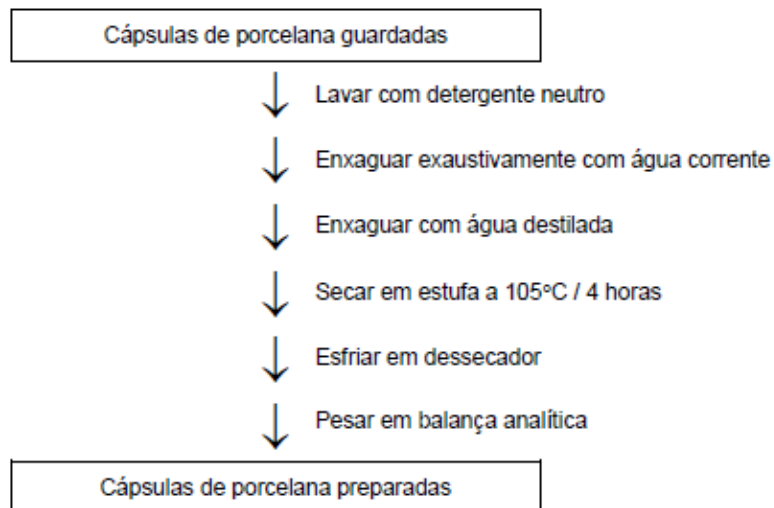 Cápsulas de porcelana guardadas
Lavar com detergente neutro
Enxaguar exaustivamente com água corrente
Enxaguar com água destilada
Secar em estufa a 105ºC / 4 horas
Esfriar em dessecador
Pesar em balança analítica
Cápsulas de porcelana preparadas